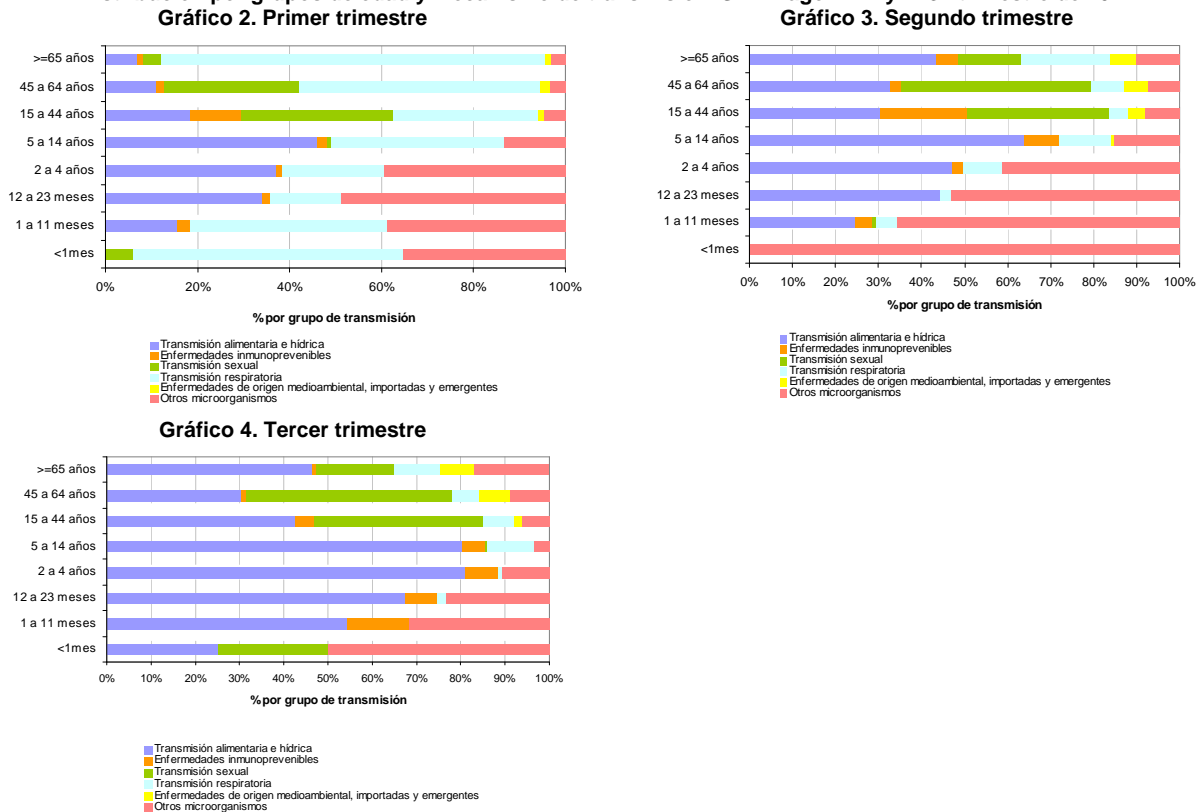 Gráfico 2. Primer trimestre
>=65 años
45 a 64 años
15 a 44 años
5 a 14 años
2 a 4 años
12 a 23 meses
1 a 11 meses
<1mes
0% 20% 40% 60% 80% 100%
%por grupo de transmisión
Transmisión alimentaria e hídrica
Enfermedades inmunoprevenibles
Transmisión sexual
Transmisión respiratoria
Enfermedades de origen medioambiental, importadas y emergentes
Otros microorganismos
Gráfico 3. Segundo trimestre
>=65 años
45 a 64 años
15 a 44 años
5 a 14 años
2 a 4 años
12 a 23 meses
1 a 11 meses
<1mes
0% 10% 20% 30% 40% 50% 60% 70% 80% 90% 100%
%por grupo de transmisión
Transmisión alimentaria e hídrica
Enfermedades inmunoprevenibles
Transmisión sexual
Transmisión respiratoria
Enfermedades de origen medioambiental, importadas y emergentes
Otros microorganismos
Gráfico 4. Tercer trimestre
>=65 años
45 a 64 años
15 a 44 años
5 a 14 años
2 a 4 años
12 a 23 meses
1 a 11 meses
<1mes
0% 10% 20% 30% 40% 50% 60% 70% 80% 90% 100%
%por grupo de transmisión
Transmisión alimentaria e hídrica
Enfermedades inmunoprevenibles
Transmisión sexual
Transmisión respiratoria
Enfermedades de origen medioambiental, importadas y emergentes
Otros microorganismos